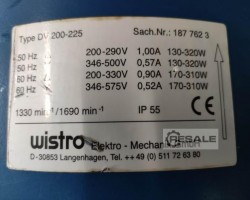 Type DV 200-225 Sach.Nr.: 187 762 3
50 Hz 200-290V 1,00A 130-320W
50 Hz 346-500V 0,57A 130-320W
60 Hz 200-330V 0,90A 170-310W
60 Hz 346-575V 0,52A 170-310W
1330 min⁻¹/1690 min⁻¹ IP 55
wistro Elektro - Mechanik
RESALE
D-30853 Langenhagen, Tel. ++49 (0) 511 72 63 80